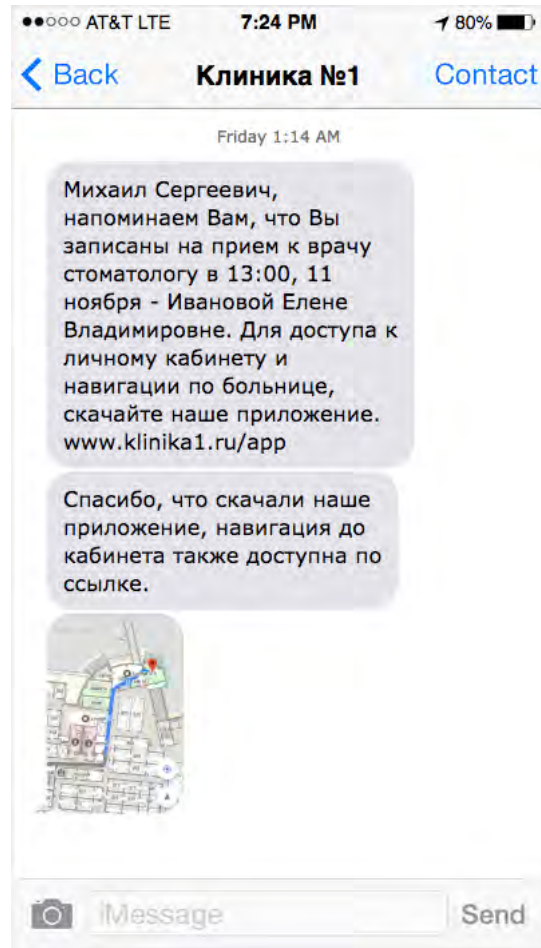 AT&T LTE 7:24 PM 80%
Back Клиника №1 Contact
Friday 1:14 AM
Михаил Сергеевич,
напоминаем Вам, что Вы
записаны на прием к врачу
стоматологу в 13:00, 11
ноября - Ивановой Елене
Владимировне. Для доступа к
личному кабинету и
навигации по больнице,
скачайте наше приложение.
www.klinika1.ru/app
Спасибо, что скачали наше
приложение, навигация до
кабинета также доступна по
ссылке.
iMessage Send